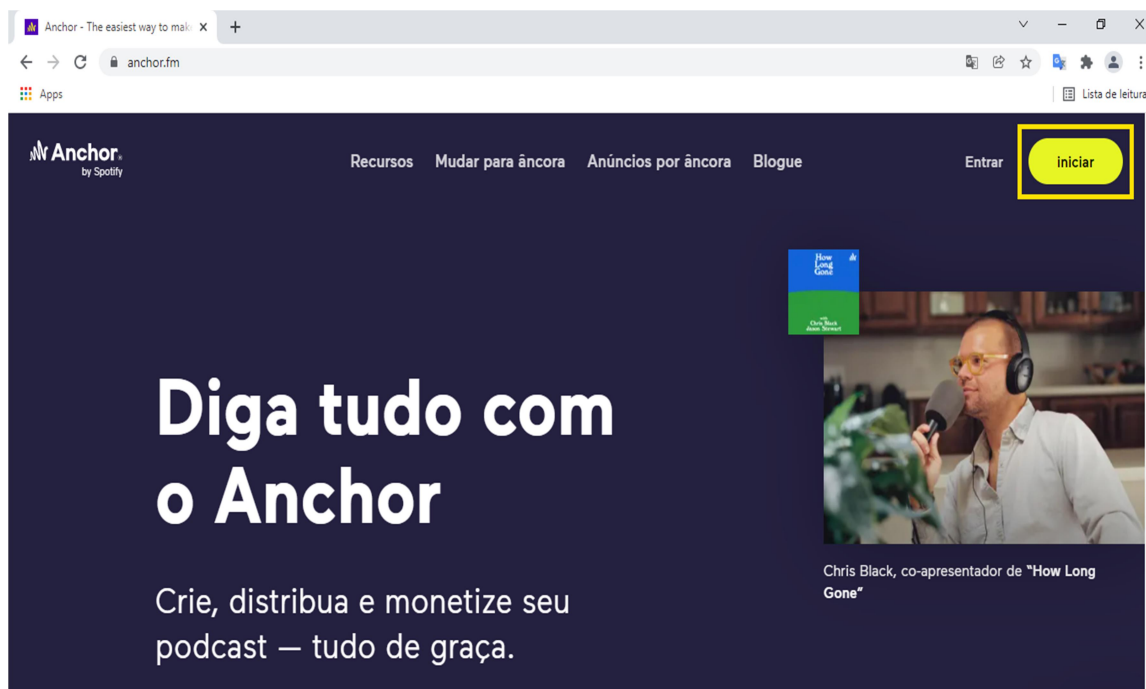 Anchor - The easiest way to mak
anchor.fm
Apps
Lista de leitura
Anchor
by Spotify
Recursos
Mudar para âncora
Anúncios por âncora
Blogue
Entrar
iniciar
How
Long
Gone
with
Chris Black
Jason Stewart
Diga tudo com
o Anchor
Chris Black, co-apresentador de "How Long
Gone"
Crie, distribua e monetize seu
podcast — tudo de graça.